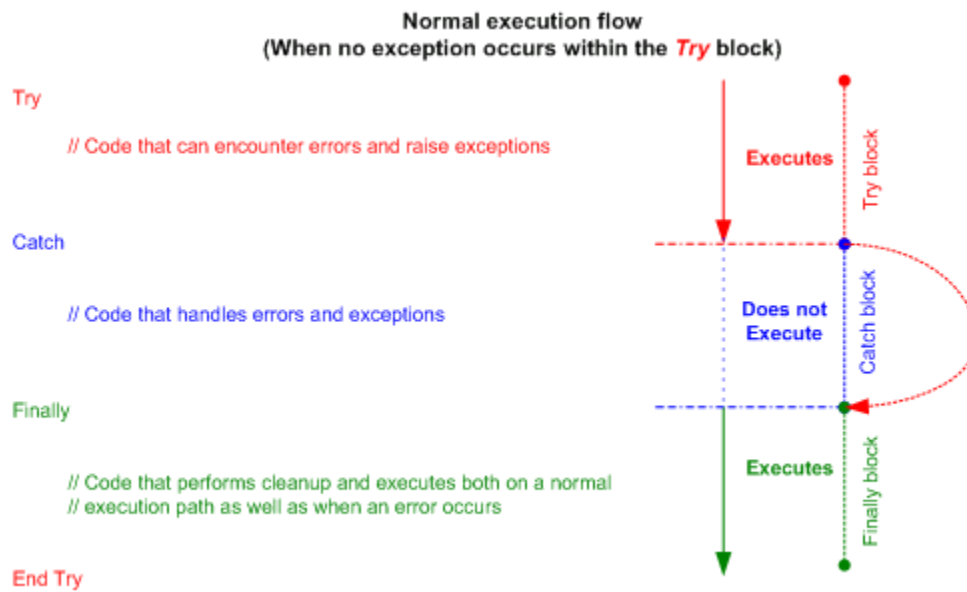 Normal execution flow
(When no exception occurs within the Try block)
Try
// Code that can encounter errors and raise exceptions
Executes
Try block
Catch
// Code that handles errors and exceptions
Does not
Execute
Catch block
Finally
// Code that performs cleanup and executes both on a normal
// execution path as well as when an error occurs
Executes
Finally block
End Try